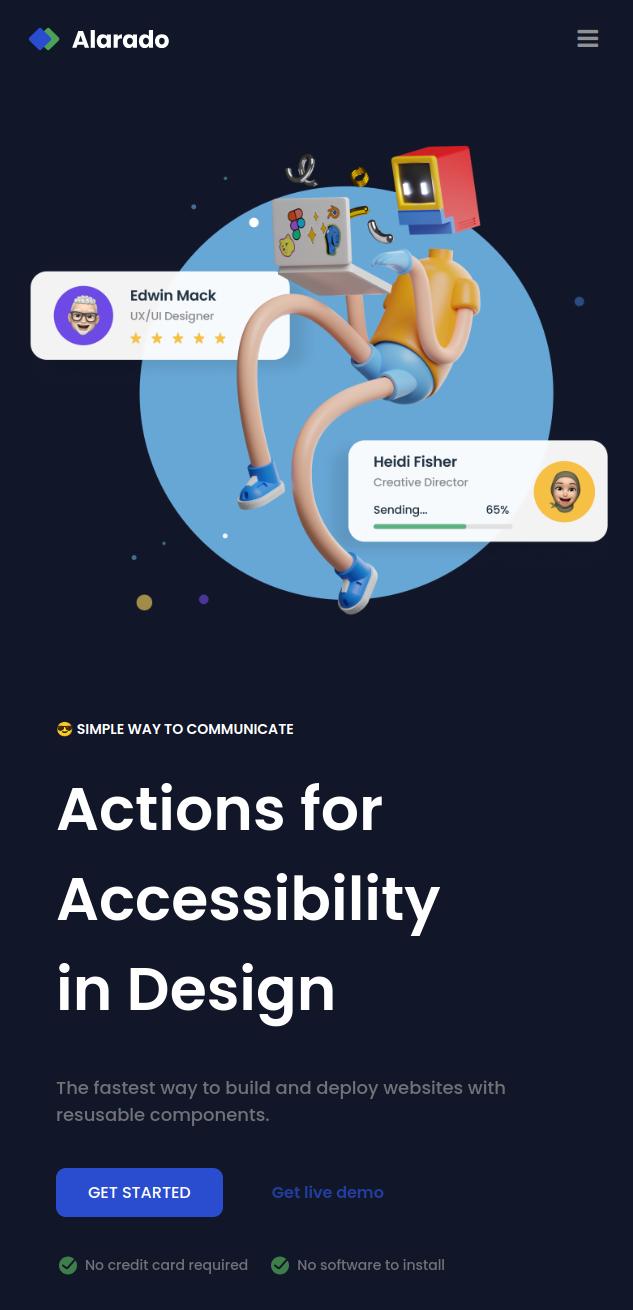 Alarado
Edwin Mack
UX/UI Designer
Heidi Fisher
Creative Director
Sending... 65%
😎 SIMPLE WAY TO COMMUNICATE
Actions for
Accessibility
in Design
The fastest way to build and deploy websites with
resusable components.
GET STARTED Get live demo
No credit card required No software to install